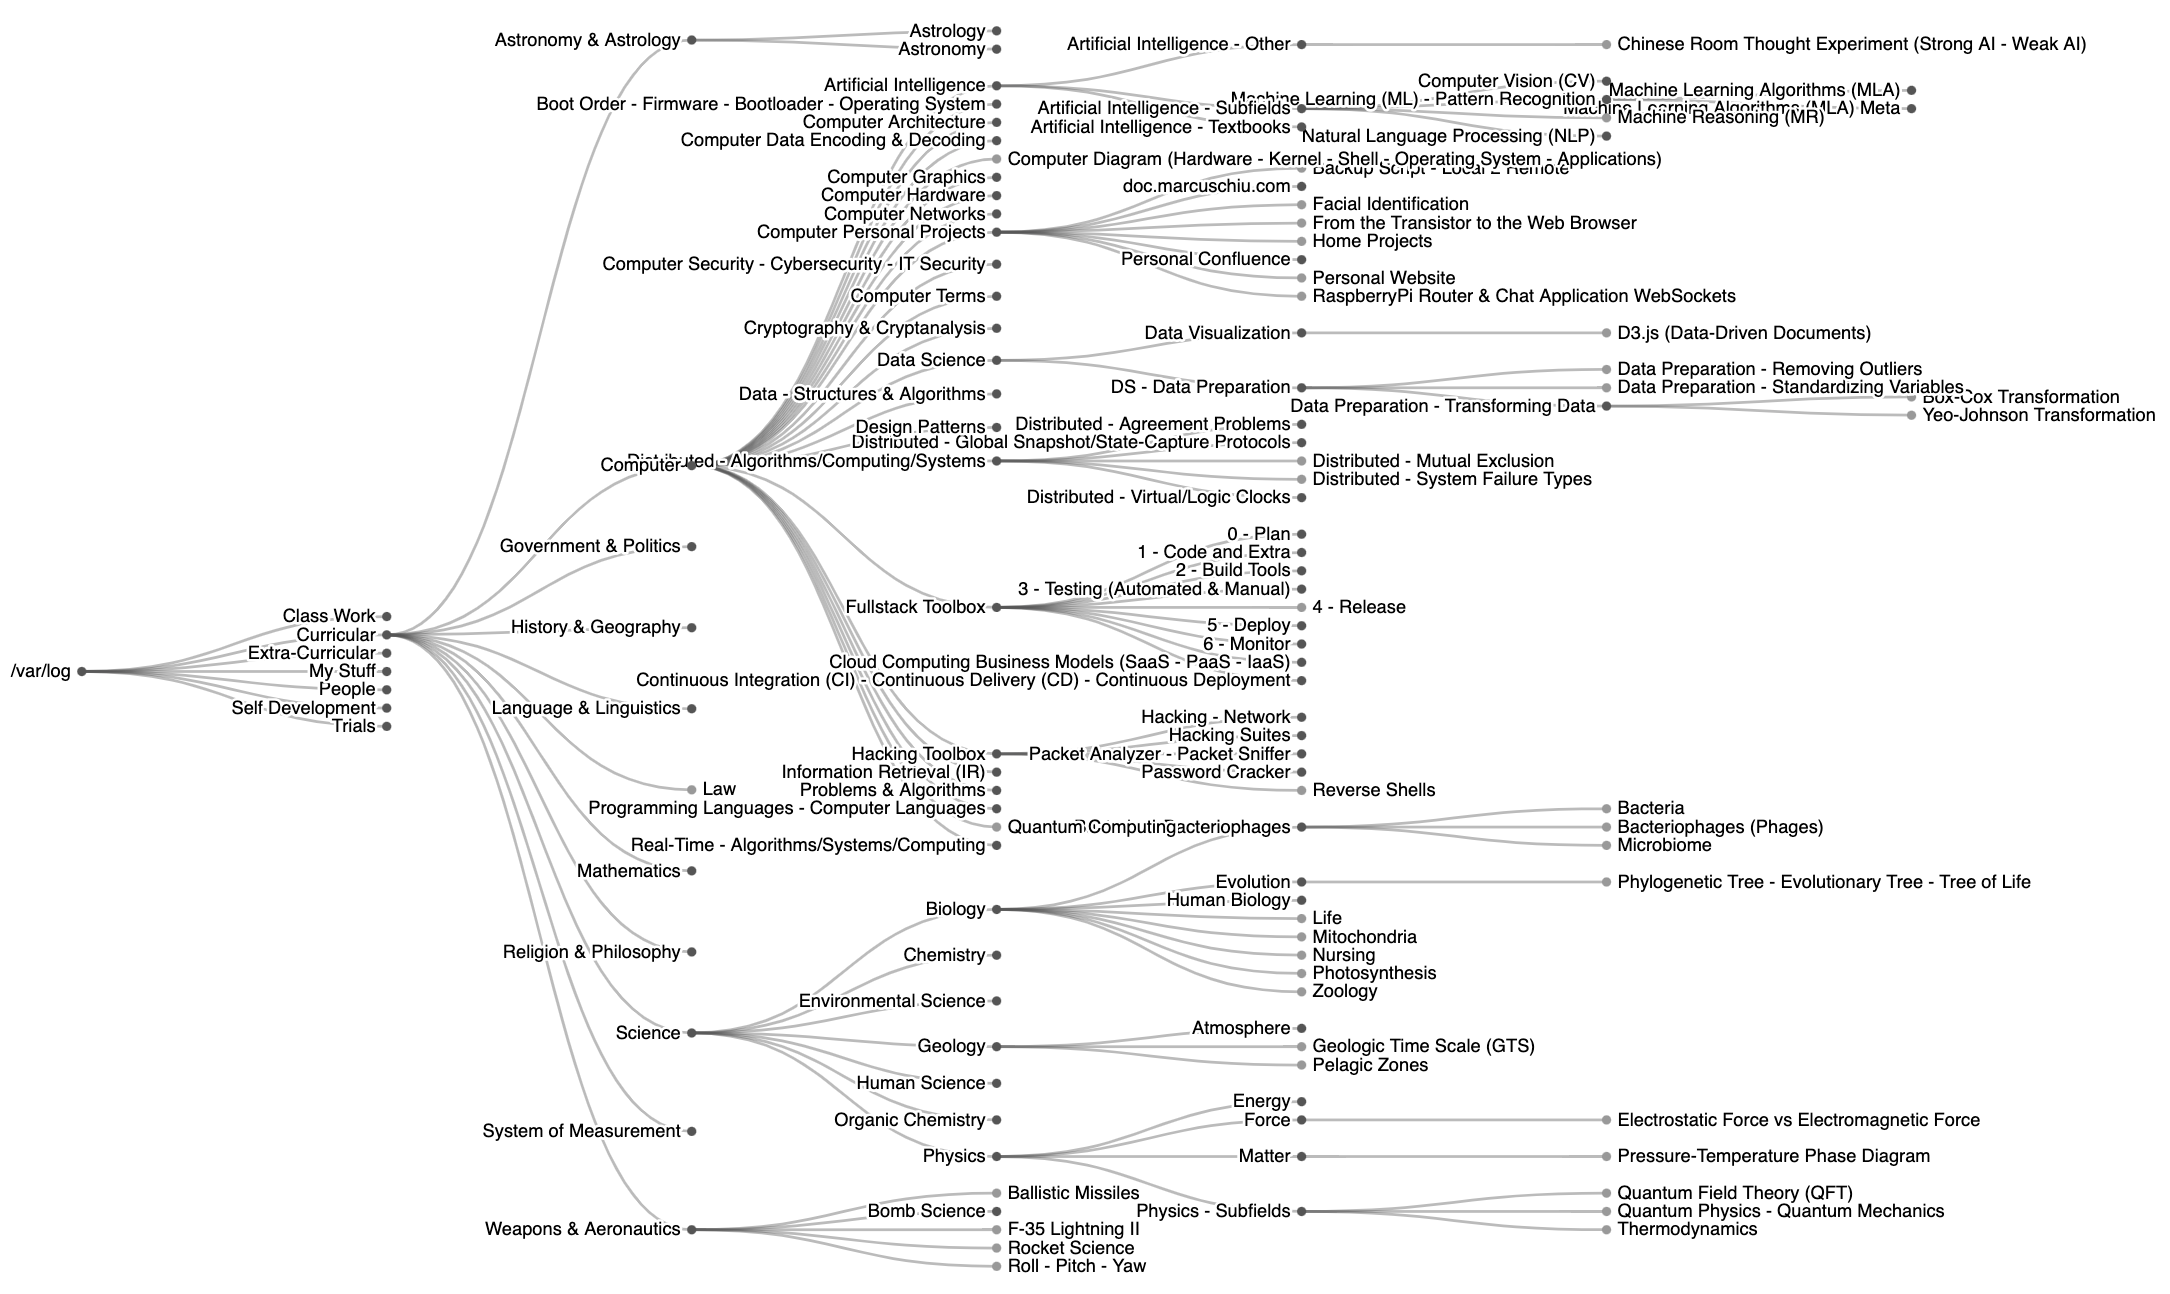 /var/log
Class Work
Curricular
Extra-Curricular
My Stuff
People
Self Development
Trials
Astronomy & Astrology
Computer
Government & Politics
History & Geography
Language & Linguistics
Law
Mathematics
Religion & Philosophy
Science
System of Measurement
Weapons & Aeronautics
Astrology
Astronomy
Artificial Intelligence
Boot Order - Firmware - Bootloader - Operating System
Computer Architecture
Computer Data Encoding & Decoding
Computer Diagram (Hardware - Kernel - Shell - Operating System - Applications)
Computer Graphics
Computer Hardware
Computer Networks
Computer Personal Projects
Computer Security - Cybersecurity - IT Security
Computer Terms
Cryptography & Cryptanalysis
Data Science
Data - Structures & Algorithms
Design Patterns
Distributed - Algorithms/Computing/Systems
Fullstack Toolbox
Hacking Toolbox
Information Retrieval (IR)
Problems & Algorithms
Programming Languages - Computer Languages
Quantum Computing
Real-Time - Algorithms/Systems/Computing
Biology
Chemistry
Environmental Science
Geology
Human Science
Organic Chemistry
Physics
Ballistic Missiles
Bomb Science
F-35 Lightning II
Rocket Science
Roll - Pitch - Yaw
Artificial Intelligence - Other
Artificial Intelligence - Subfields
Artificial Intelligence - Textbooks
Backup Script - Local 2 Remote
doc.marcuschiu.com
Facial Identification
From the Transistor to the Web Browser
Home Projects
Personal Confluence
Personal Website
RaspberryPi Router & Chat Application WebSockets
Data Visualization
DS - Data Preparation
Distributed - Agreement Problems
Distributed - Global Snapshot/State-Capture Protocols
Distributed - Mutual Exclusion
Distributed - System Failure Types
Distributed - Virtual/Logic Clocks
0 - Plan
1 - Code and Extra
2 - Build Tools
3 - Testing (Automated & Manual)
4 - Release
5 - Deploy
6 - Monitor
Cloud Computing Business Models (SaaS - PaaS - IaaS)
Continuous Integration (CI) - Continuous Delivery (CD) - Continuous Deployment
Hacking - Network
Hacking Suites
Packet Analyzer - Packet Sniffer
Password Cracker
Reverse Shells
acteriophages
Evolution
Human Biology
Life
Mitochondria
Nursing
Photosynthesis
Zoology
Atmosphere
Geologic Time Scale (GTS)
Pelagic Zones
Energy
Force
Matter
Physics - Subfields
Chinese Room Thought Experiment (Strong AI - Weak AI)
Computer Vision (CV)
Machine Learning (ML) - Pattern Recognition
Machine Reasoning (MR)
Natural Language Processing (NLP)
D3.js (Data-Driven Documents)
Data Preparation - Removing Outliers
Data Preparation - Standardizing Variables
Data Preparation - Transforming Data
Bacteria
Bacteriophages (Phages)
Microbiome
Phylogenetic Tree - Evolutionary Tree - Tree of Life
Electrostatic Force vs Electromagnetic Force
Pressure-Temperature Phase Diagram
Quantum Field Theory (QFT)
Quantum Physics - Quantum Mechanics
Thermodynamics
Machine Learning Algorithms (MLA)
Machine Learning Algorithms (MLA) Meta
Box-Cox Transformation
Yeo-Johnson Transformation